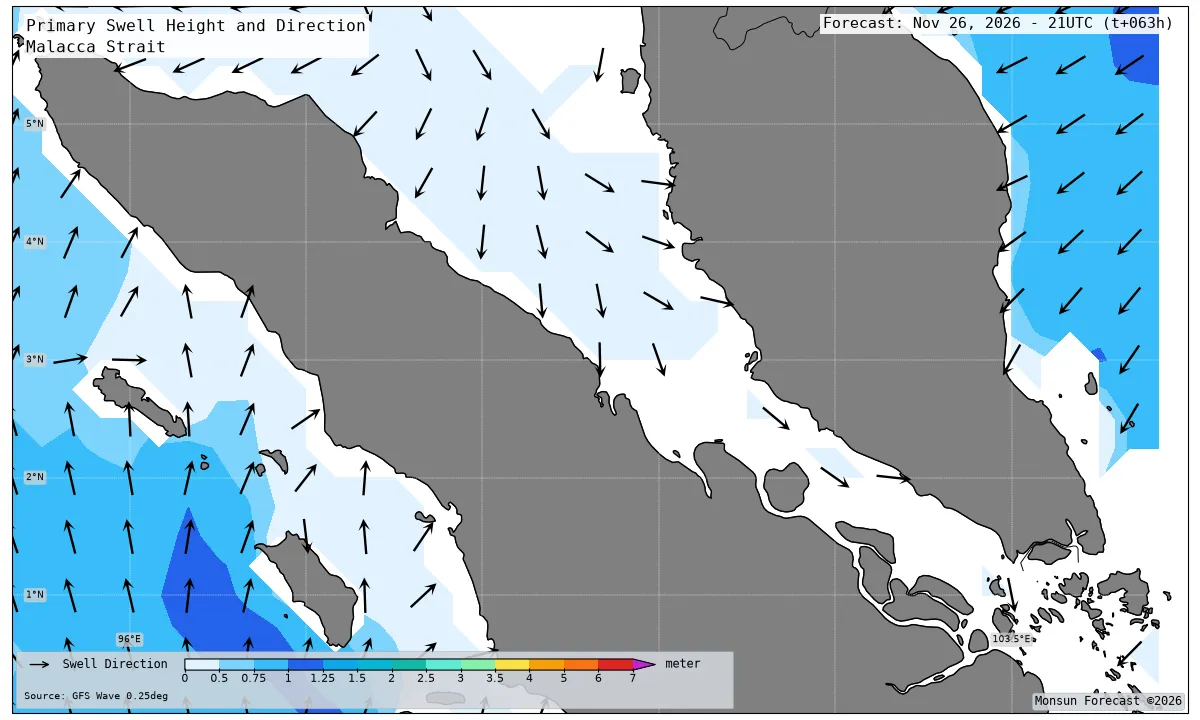 Primary Swell Height and Direction
Malacca Strait
Forecast: Nov 26, 2026 - 21UTC (t+063h)
5°N
4°N
3°N
2°N
1°N
96°E
103.5°E
Swell Direction
meter
0 0.5 0.75 1 1.25 1.5 2 2.5 3 3.5 4 5 6 7
Source: GFS Wave 0.25deg
Monsun Forecast ©2026